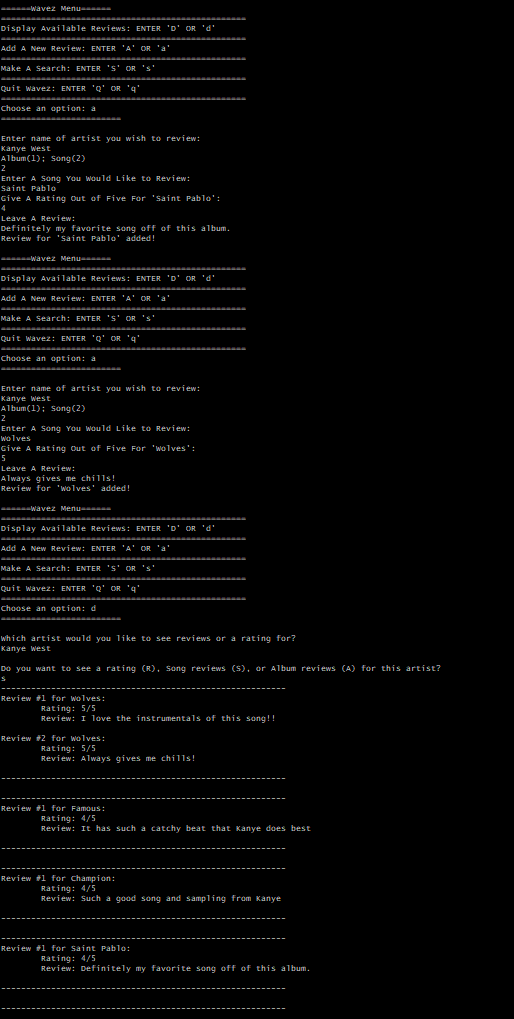 ======Wavez Menu======
=================================================
Display Available Reviews: ENTER 'D' OR 'd'
=================================================
Add A New Review: ENTER 'A' OR 'a'
=================================================
Make A Search: ENTER 'S' OR 's'
=================================================
Quit Wavez: ENTER 'Q' OR 'q'
=================================================
Choose an option: a
========================
Enter name of artist you wish to review:
Kanye West
Album(1); Song(2)
2
Enter A Song You Would Like to Review:
Saint Pablo
Give A Rating Out of Five For 'Saint Pablo':
4
Leave A Review:
Definitely my favorite song off of this album.
Review for 'Saint Pablo' added!
======Wavez Menu======
=================================================
Display Available Reviews: ENTER 'D' OR 'd'
=================================================
Add A New Review: ENTER 'A' OR 'a'
=================================================
Make A Search: ENTER 'S' OR 's'
=================================================
Quit Wavez: ENTER 'Q' OR 'q'
=================================================
Choose an option: a
========================
Enter name of artist you wish to review:
Kanye West
Album(1); Song(2)
2
Enter A Song You Would Like to Review:
Wolves
Give A Rating Out of Five For 'Wolves':
5
Leave A Review:
Always gives me chills!
Review for 'Wolves' added!
======Wavez Menu======
=================================================
Display Available Reviews: ENTER 'D' OR 'd'
=================================================
Add A New Review: ENTER 'A' OR 'a'
=================================================
Make A Search: ENTER 'S' OR 's'
=================================================
Quit Wavez: ENTER 'Q' OR 'q'
=================================================
Choose an option: d
========================
Which artist would you like to see reviews or a rating for?
Kanye West
Do you want to see a rating (R), Song reviews (S), or Album reviews (A) for this artist?
s
---------------------------------------------------------
Review #1 for Wolves:
Rating: 5/5
Review: I love the instrumentals of this song!!
Review #2 for Wolves:
Rating: 5/5
Review: Always gives me chills!
---------------------------------------------------------
---------------------------------------------------------
Review #1 for Famous:
Rating: 4/5
Review: It has such a catchy beat that Kanye does best
---------------------------------------------------------
---------------------------------------------------------
Review #1 for Champion:
Rating: 4/5
Review: Such a good song and sampling from Kanye
---------------------------------------------------------
---------------------------------------------------------
Review #1 for Saint Pablo:
Rating: 4/5
Review: Definitely my favorite song off of this album.
---------------------------------------------------------
---------------------------------------------------------